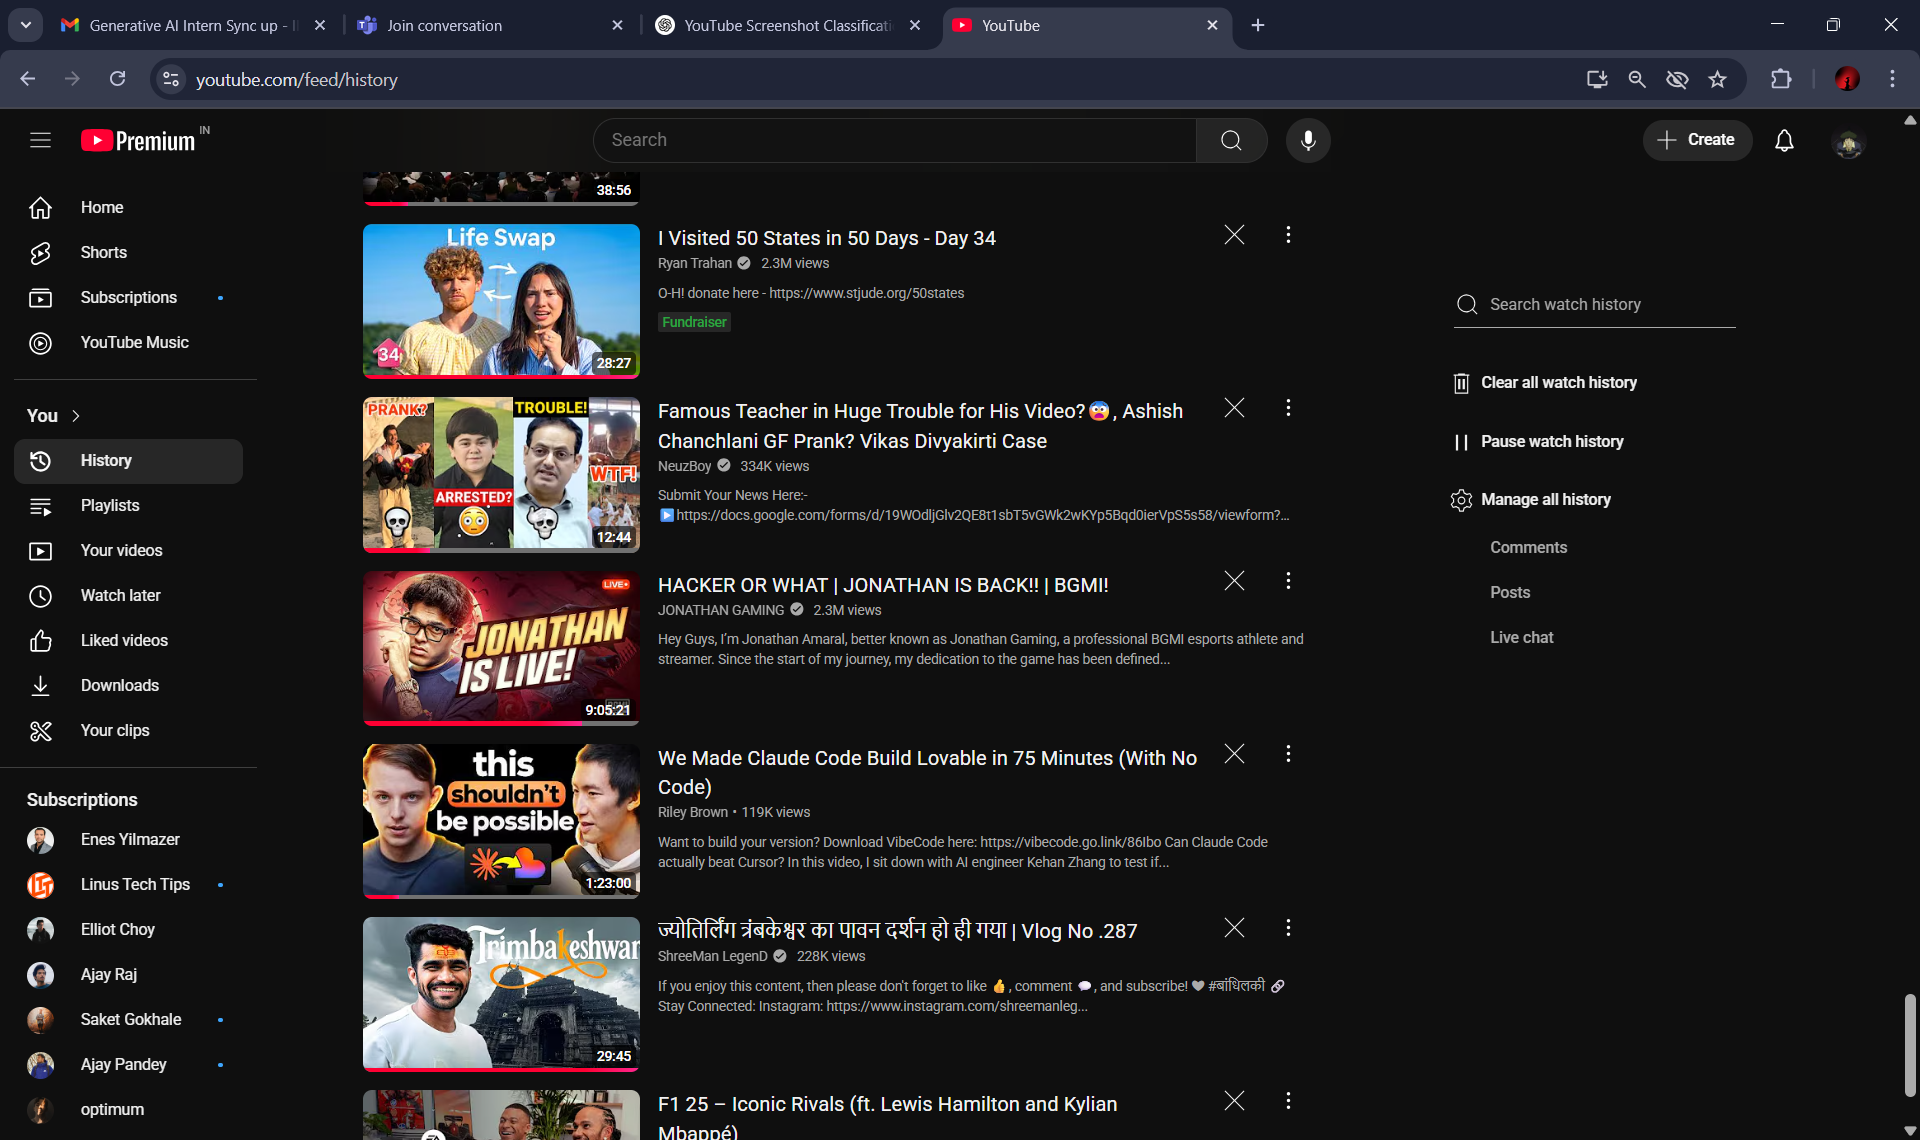 Generative AI Intern Sync up - I
Join conversation
YouTube Screenshot Classificati
YouTube
youtube.com/feed/history
Premium IN
Search
Create
Home
Shorts
Subscriptions
YouTube Music
You
History
Playlists
Your videos
Watch later
Liked videos
Downloads
Your clips
Subscriptions
Enes Yilmazer
Linus Tech Tips
Elliot Choy
Ajay Raj
Saket Gokhale
Ajay Pandey
optimum
38:56
Life Swap
34
28:27
I Visited 50 States in 50 Days - Day 34
Ryan Trahan 2.3M views
O-H! donate here - https://www.stjude.org/50states
Fundraiser
PRANK?
TROUBLE!
ARRESTED?
WTF!
12:44
Famous Teacher in Huge Trouble for His Video?😨, Ashish
Chanchlani GF Prank? Vikas Divyakirti Case
NeuzBoy 334K views
Submit Your News Here:-
▶️https://docs.google.com/forms/d/19WOdljGlv2QE8t1sbT5vGWk2wKYp5Bqd0ierVpS5s58/viewform?...
LIVE
JONATHAN
IS LIVE!
9:05:21
HACKER OR WHAT | JONATHAN IS BACK!! | BGMI!
JONATHAN GAMING 2.3M views
Hey Guys, I'm Jonathan Amaral, better known as Jonathan Gaming, a professional BGMI esports athlete and
streamer. Since the start of my journey, my dedication to the game has been defined...
this
shouldn't
be possible
1:23:00
We Made Claude Code Build Lovable in 75 Minutes (With No
Code)
Riley Brown • 119K views
Want to build your version? Download VibeCode here: https://vibecode.go.link/86Ibo Can Claude Code
actually beat Cursor? In this video, I sit down with AI engineer Kehan Zhang to test if...
Trimbakeshwar
29:45
ज्योतिर्लिंग त्रंबकेश्वर का पावन दर्शन हो ही गया | Vlog No .287
ShreeMan LegenD 228K views
If you enjoy this content, then please don't forget to like 👍, comment 💬, and subscribe! 🖤 #बांधिलकी 🔗
Stay Connected: Instagram: https://www.instagram.com/shreemanleg...
F1 25 – Iconic Rivals (ft. Lewis Hamilton and Kylian
Mbappé)
Search watch history
Clear all watch history
Pause watch history
Manage all history
Comments
Posts
Live chat